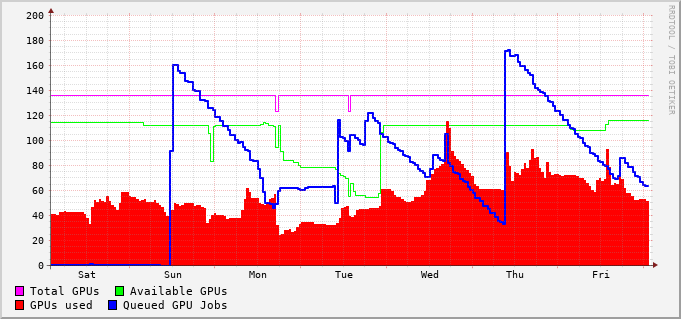 200
180
160
140
120
100
80
60
40
20
0
Sat Sun Mon Tue Wed Thu Fri
Total GPUs Available GPUs
GPUs used Queued GPU Jobs
RRDTOOL / TOBI OETIKER